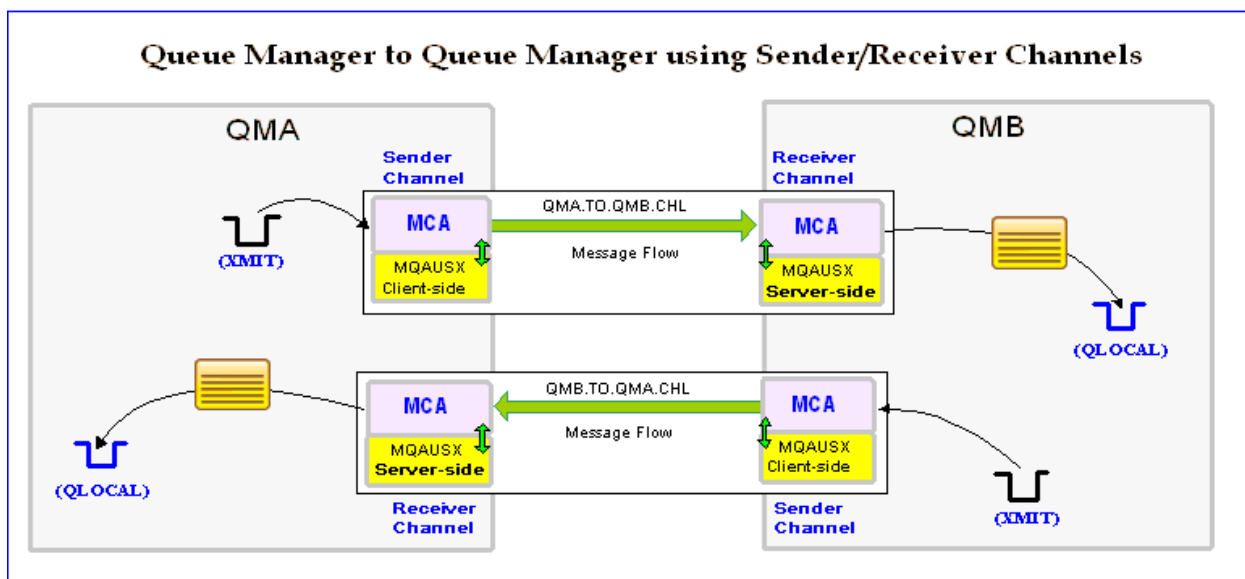 Queue Manager to Queue Manager using Sender/Receiver Channels
QMA
QMB
Sender
Channel
Receiver
Channel
(XMIT)
MCA
MQAUSX
Client-side
QMA.TO.QMB.CHL
Message Flow
MCA
MQAUSX
Server-side
(QLOCAL)
(QLOCAL)
MCA
MQAUSX
Server-side
QMB.TO.QMA.CHL
Message Flow
MCA
MQAUSX
Client-side
(XMIT)
Receiver
Channel
Sender
Channel